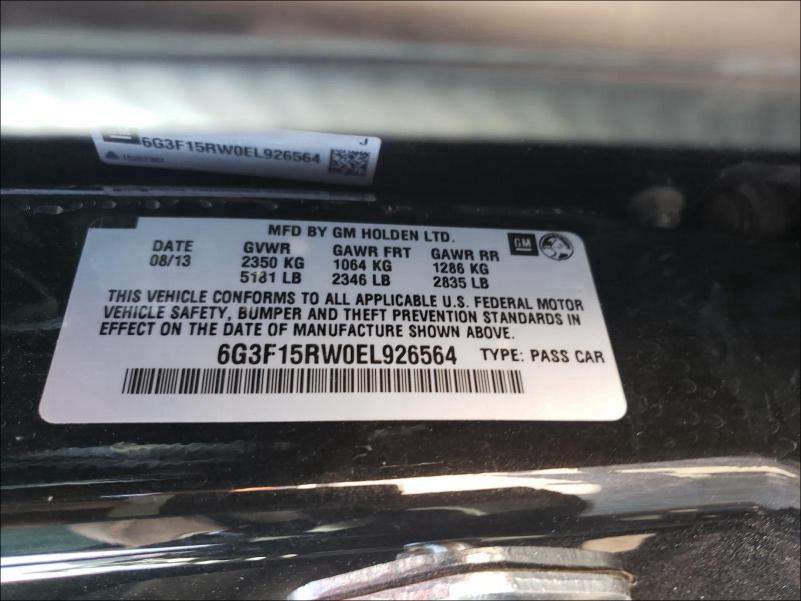 GM
6G3F15RW0EL926564
J
MFD BY GM HOLDEN LTD.
GM
DATE GVWR GAWR FRT GAWR RR
08/13 2350 KG 1064 KG 1286 KG
5181 LB 2346 LB 2835 LB
THIS VEHICLE CONFORMS TO ALL APPLICABLE U.S. FEDERAL MOTOR
VEHICLE SAFETY, BUMPER AND THEFT PREVENTION STANDARDS IN
EFFECT ON THE DATE OF MANUFACTURE SHOWN ABOVE.
6G3F15RW0EL926564 TYPE: PASS CAR